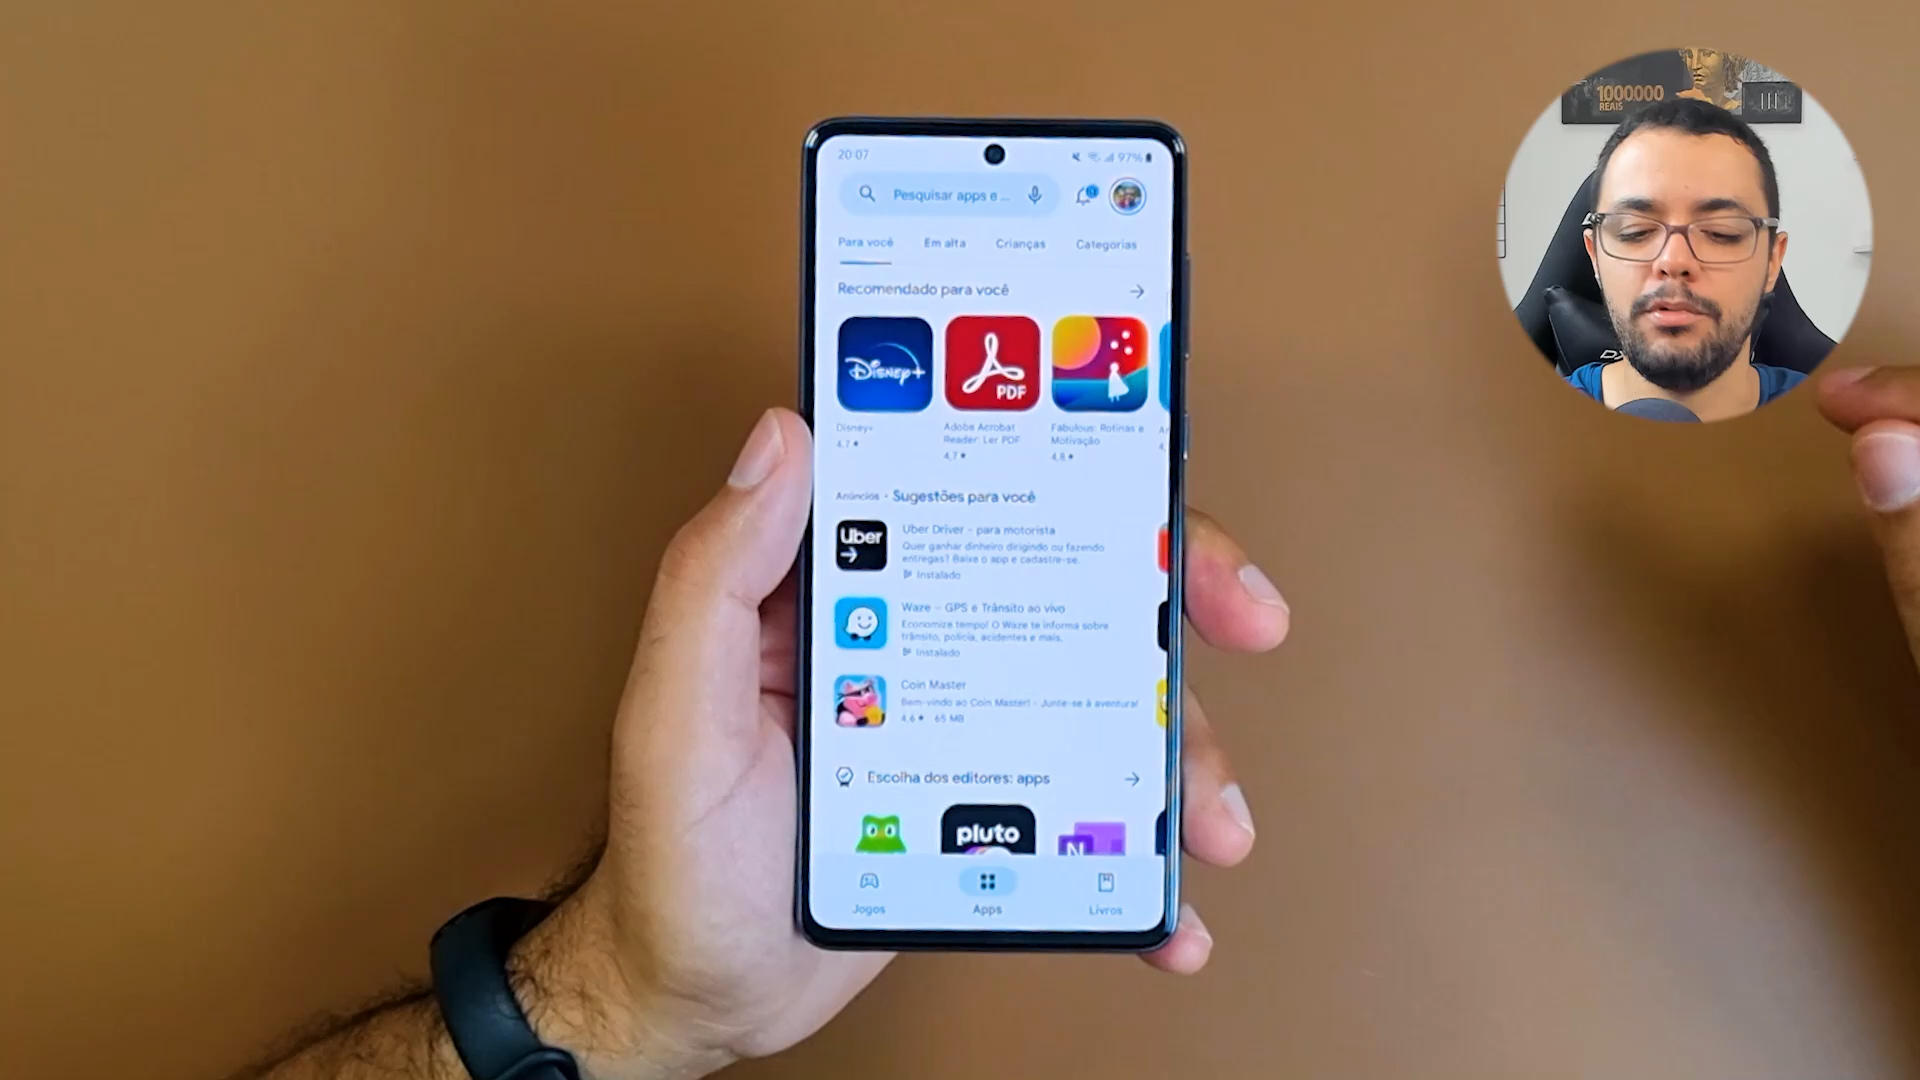 1000000
REAIS
20:07
97%
Pesquisar apps e ...
Para você
Em alta
Crianças
Categorias
Recomendado para você
Disney+
PDF
Disney+
4,7 ★
Adobe Acrobat
Reader: Ler PDF
4,7 ★
Fabulous: Rotinas e
Motivação
4,8 ★
Anúncios • Sugestões para você
Uber
Uber Driver - para motorista
Quer ganhar dinheiro dirigindo ou fazendo
entregas? Baixe o app e cadastre-se.
Instalado
Waze - GPS e Trânsito ao vivo
Economize tempo! O Waze te informa sobre
trânsito, polícia, acidentes e mais.
Instalado
Coin Master
Bem-vindo ao Coin Master! - Junte-se à aventura!
4,6 ★ 65 MB
Escolha dos editores: apps
pluto
N
Jogos
Apps
Livros